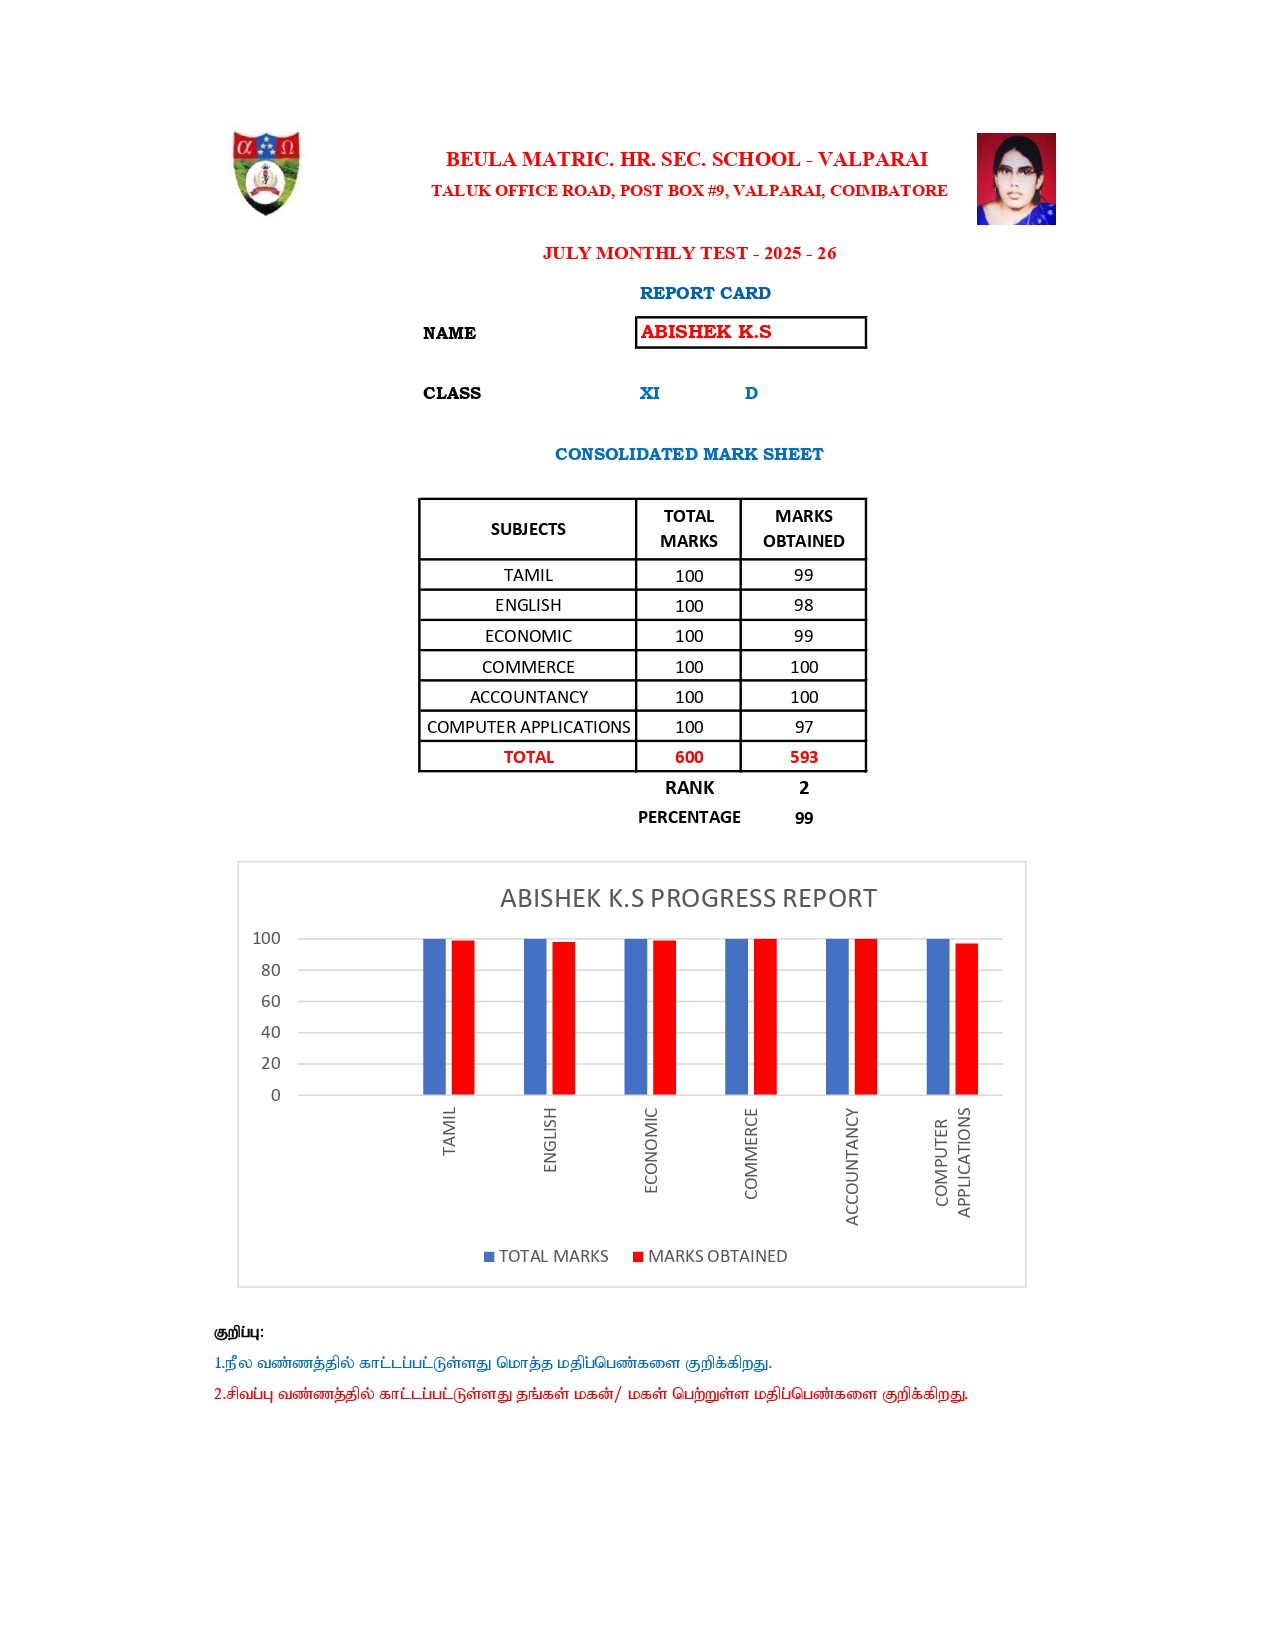 α Ω
BEULA MATRIC. HR. SEC. SCHOOL - VALPARAI
TALUK OFFICE ROAD, POST BOX #9, VALPARAI, COIMBATORE
JULY MONTHLY TEST - 2025 - 26
REPORT CARD
NAME ABISHEK K.S
CLASS XI D
CONSOLIDATED MARK SHEET
SUBJECTS TOTAL MARKS MARKS OBTAINED
TAMIL 100 99
ENGLISH 100 98
ECONOMIC 100 99
COMMERCE 100 100
ACCOUNTANCY 100 100
COMPUTER APPLICATIONS 100 97
TOTAL 600 593
RANK 2
PERCENTAGE 99
ABISHEK K.S PROGRESS REPORT
100
80
60
40
20
0
TAMIL
ENGLISH
ECONOMIC
COMMERCE
ACCOUNTANCY
COMPUTER APPLICATIONS
TOTAL MARKS MARKS OBTAINED
குறிப்பு:
1.நீல வண்ணத்தில் காட்டப்பட்டுள்ளது மொத்த மதிப்பெண்களை குறிக்கிறது.
2.சிவப்பு வண்ணத்தில் காட்டப்பட்டுள்ளது தங்கள் மகன்/ மகள் பெற்றுள்ள மதிப்பெண்களை குறிக்கிறது.